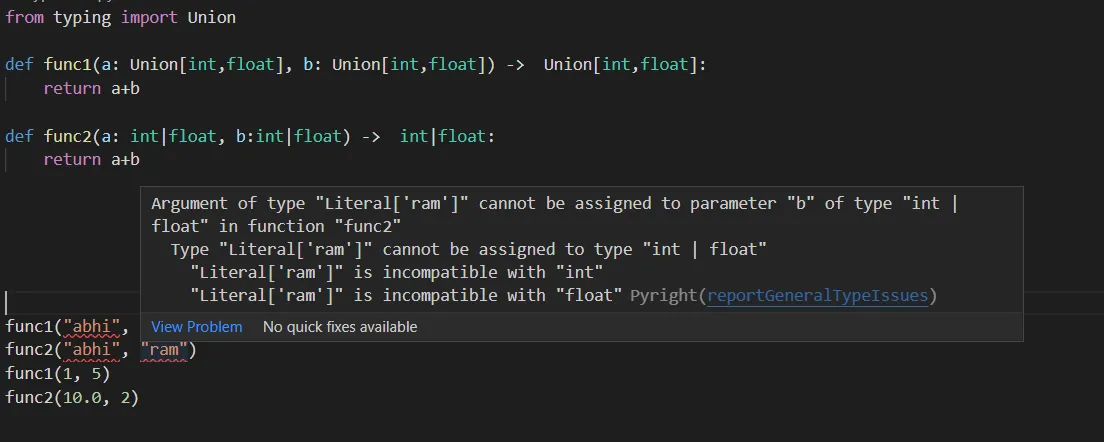 from typing import Union
def func1(a: Union[int,float], b: Union[int,float]) ->  Union[int,float]:
    return a+b
def func2(a: int|float, b:int|float) ->  int|float:
    return a+b
Argument of type "Literal['ram']" cannot be assigned to parameter "b" of type "int |
float" in function "func2"
  Type "Literal['ram']" cannot be assigned to type "int | float"
    "Literal['ram']" is incompatible with "int"
    "Literal['ram']" is incompatible with "float" Pyright(reportGeneralTypeIssues)
View Problem No quick fixes available
func1("abhi",
func2("abhi", "ram")
func1(1, 5)
func2(10.0, 2)